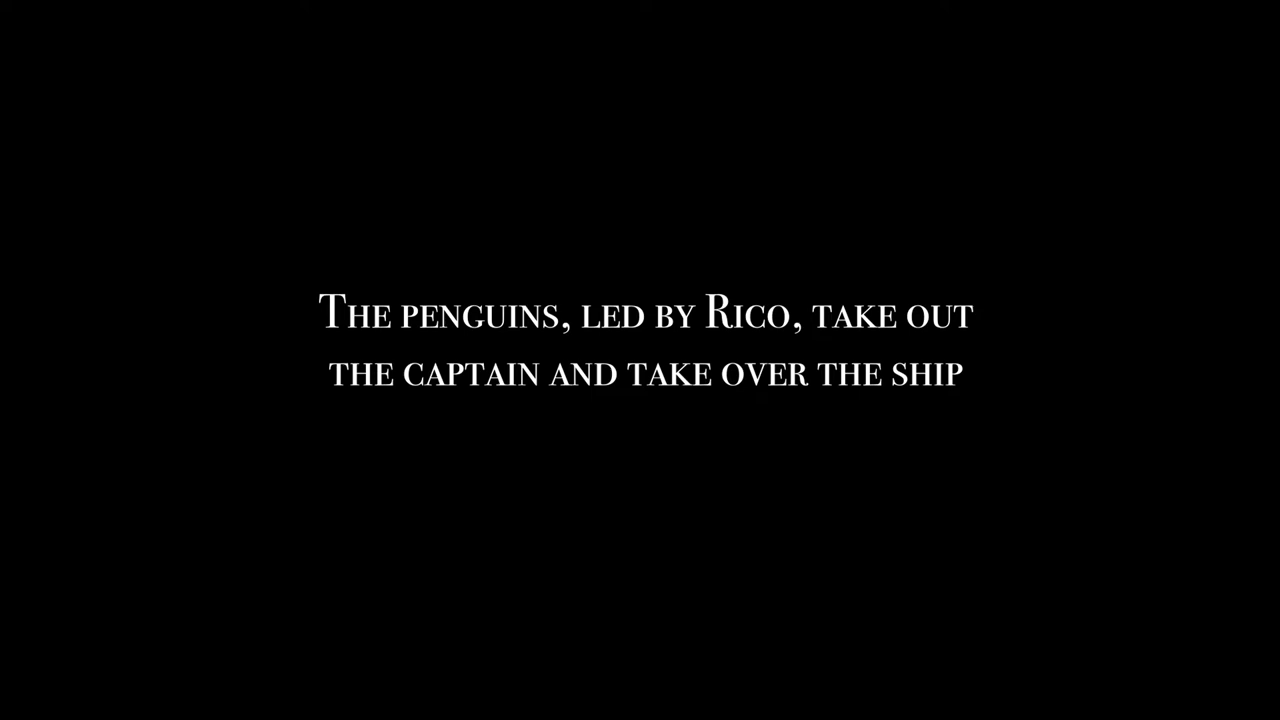 The penguins, led by Rico, take out
the captain and take over the ship